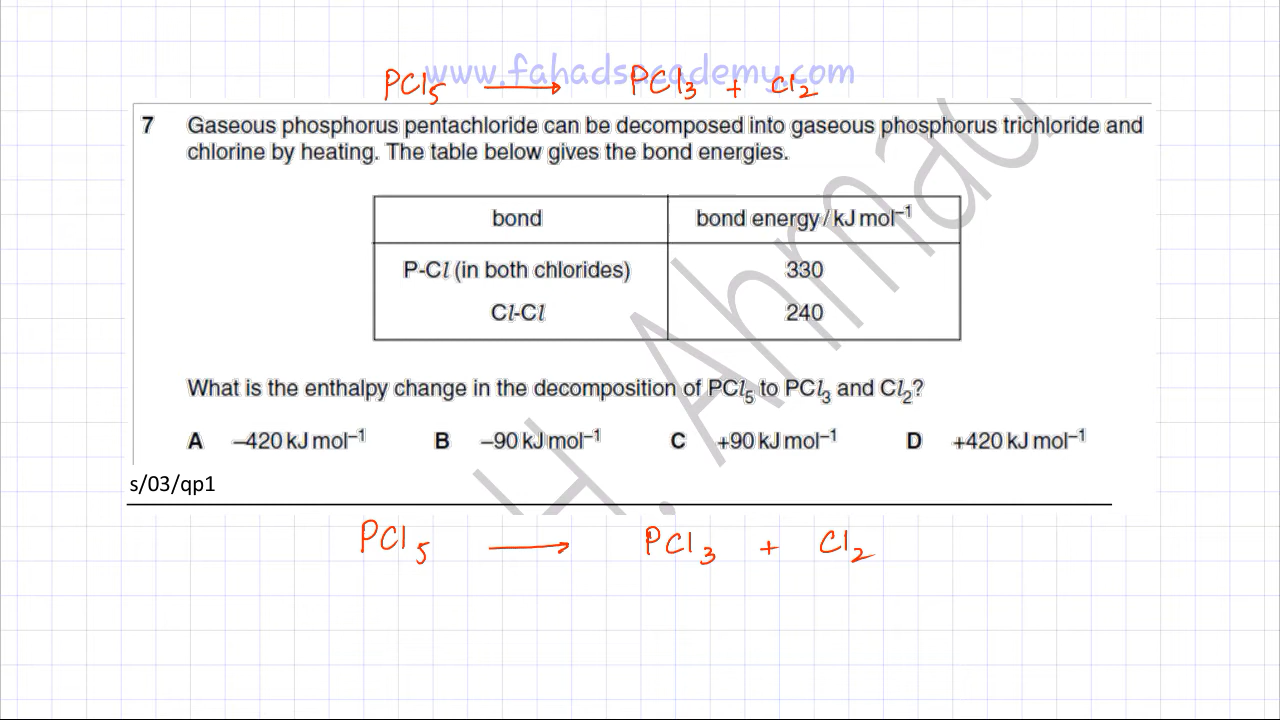 www.fahadsacademy.com
PCl₅ → PCl₃ + Cl₂
7 Gaseous phosphorus pentachloride can be decomposed into gaseous phosphorus trichloride and
chlorine by heating. The table below gives the bond energies.
bond bond energy / kJ mol⁻¹
P-Cl (in both chlorides) 330
Cl-Cl 240
What is the enthalpy change in the decomposition of PCl₅ to PCl₃ and Cl₂?
A –420 kJ mol⁻¹ B –90 kJ mol⁻¹ C +90 kJ mol⁻¹ D +420 kJ mol⁻¹
s/03/qp1
H. Ahmad
PCl₅ → PCl₃ + Cl₂